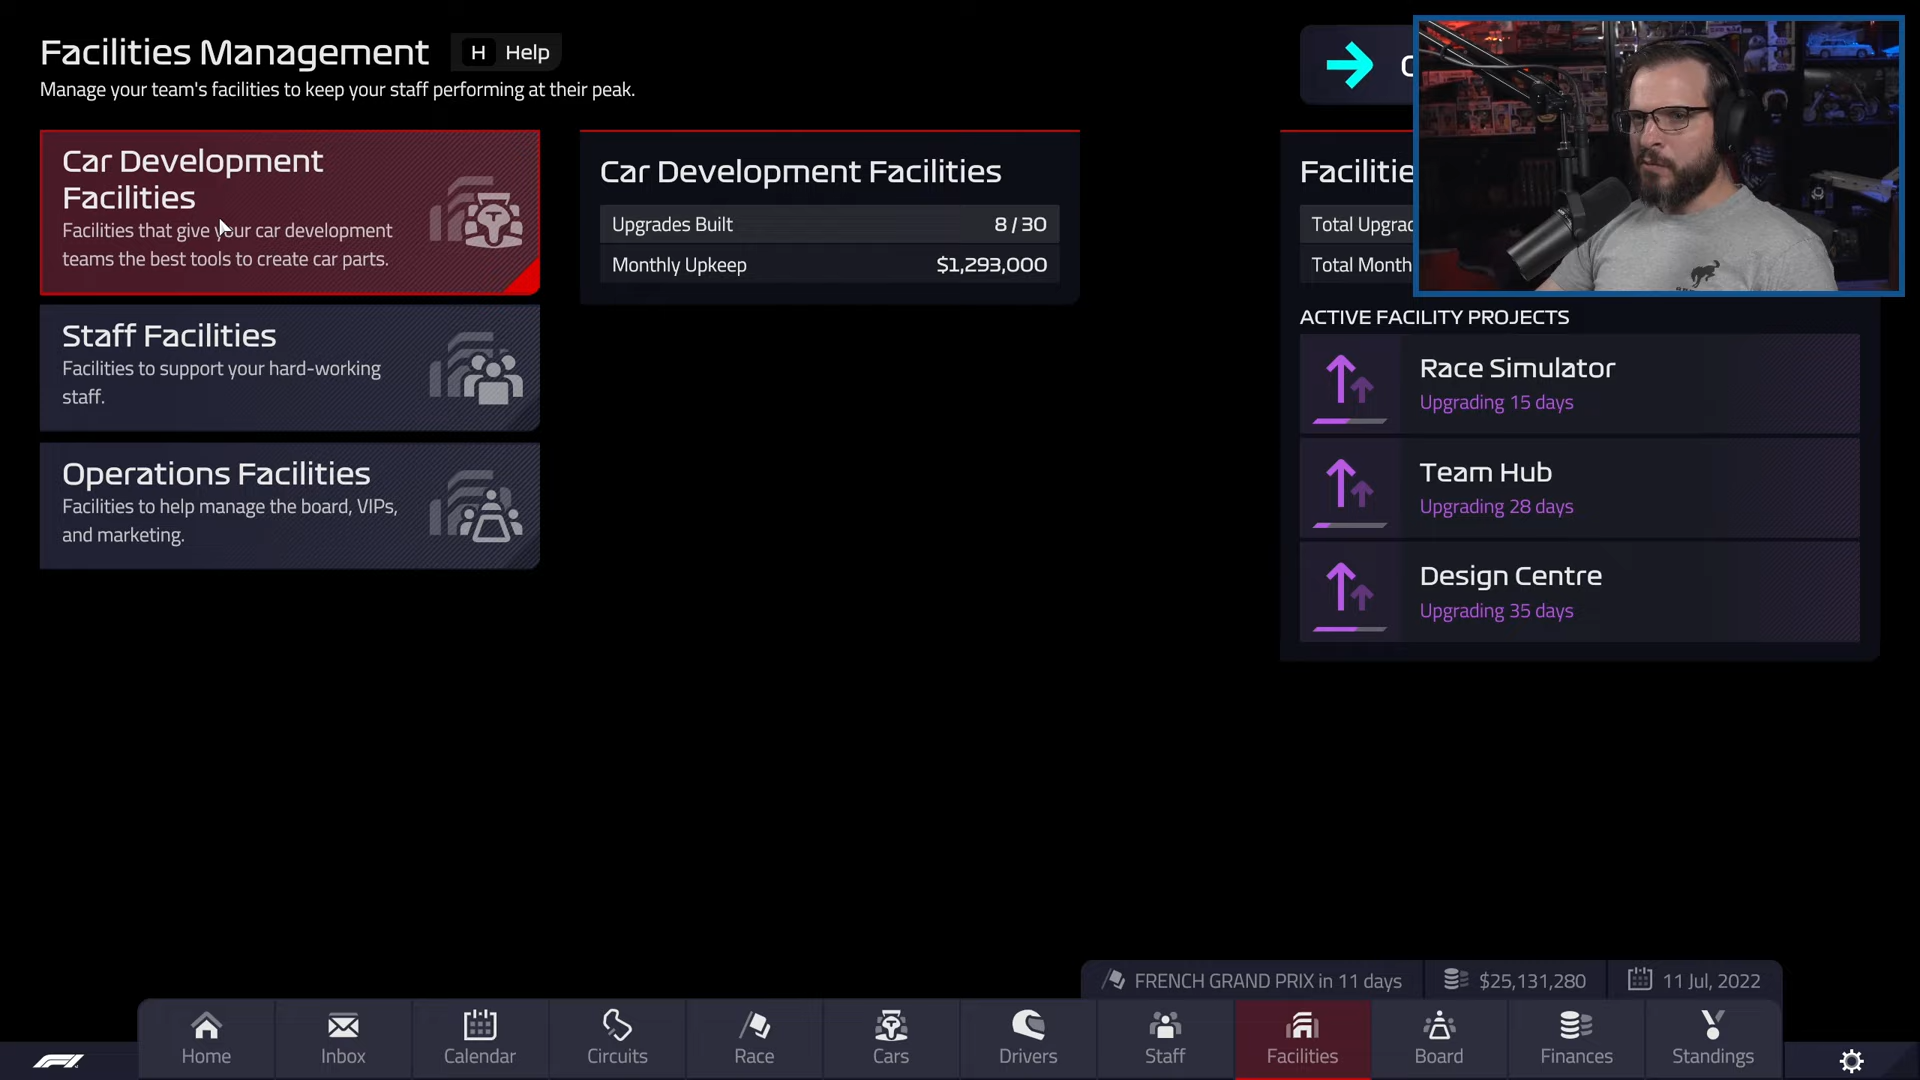 Facilities Management
H Help
Manage your team's facilities to keep your staff performing at their peak.
Car Development
Facilities
Facilities that give your car development
teams the best tools to create car parts.
Staff Facilities
Facilities to support your hard-working
staff.
Operations Facilities
Facilities to help manage the board, VIPs,
and marketing.
Car Development Facilities
Upgrades Built 8 / 30
Monthly Upkeep $1,293,000
Facilitie
Total Upgrad
Total Month
ACTIVE FACILITY PROJECTS
Race Simulator
Upgrading 15 days
Team Hub
Upgrading 28 days
Design Centre
Upgrading 35 days
FRENCH GRAND PRIX in 11 days $25,131,280 11 Jul, 2022
Home Inbox Calendar Circuits Race Cars Drivers Staff Facilities Board Finances Standings